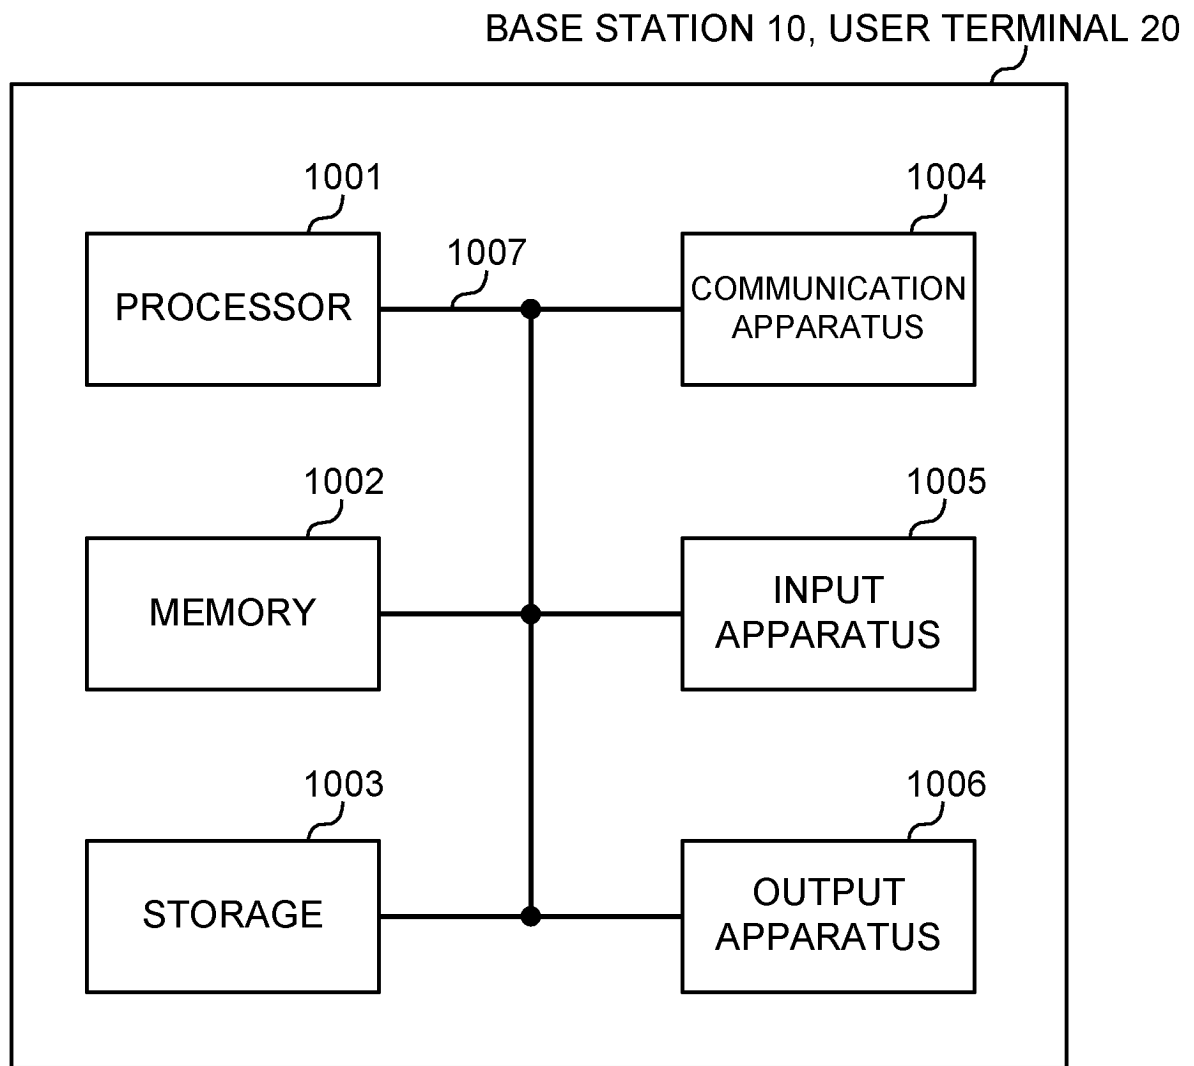 BASE STATION 10, USER TERMINAL 20
1001
1004
1007
PROCESSOR
COMMUNICATION
APPARATUS
1002
1005
MEMORY
INPUT
APPARATUS
1003
1006
STORAGE
OUTPUT
APPARATUS